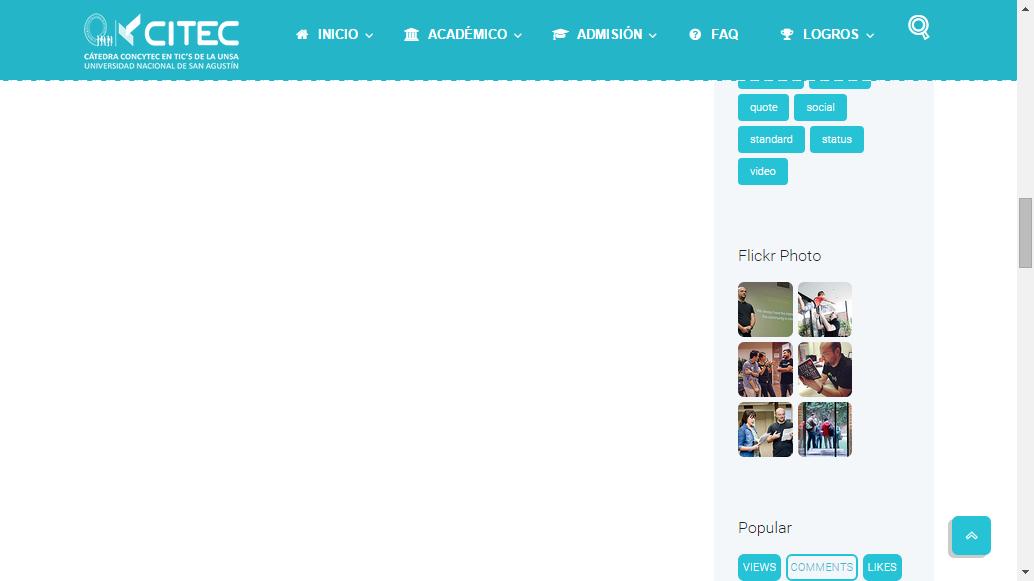 CITEC
CÁTEDRA CONCYTEC EN TIC'S DE LA UNSA
UNIVERSIDAD NACIONAL DE SAN AGUSTÍN
INICIO
ACADÉMICO
ADMISIÓN
FAQ
LOGROS
quote
social
standard
status
video
Flickr Photo
Popular
VIEWS
COMMENTS
LIKES